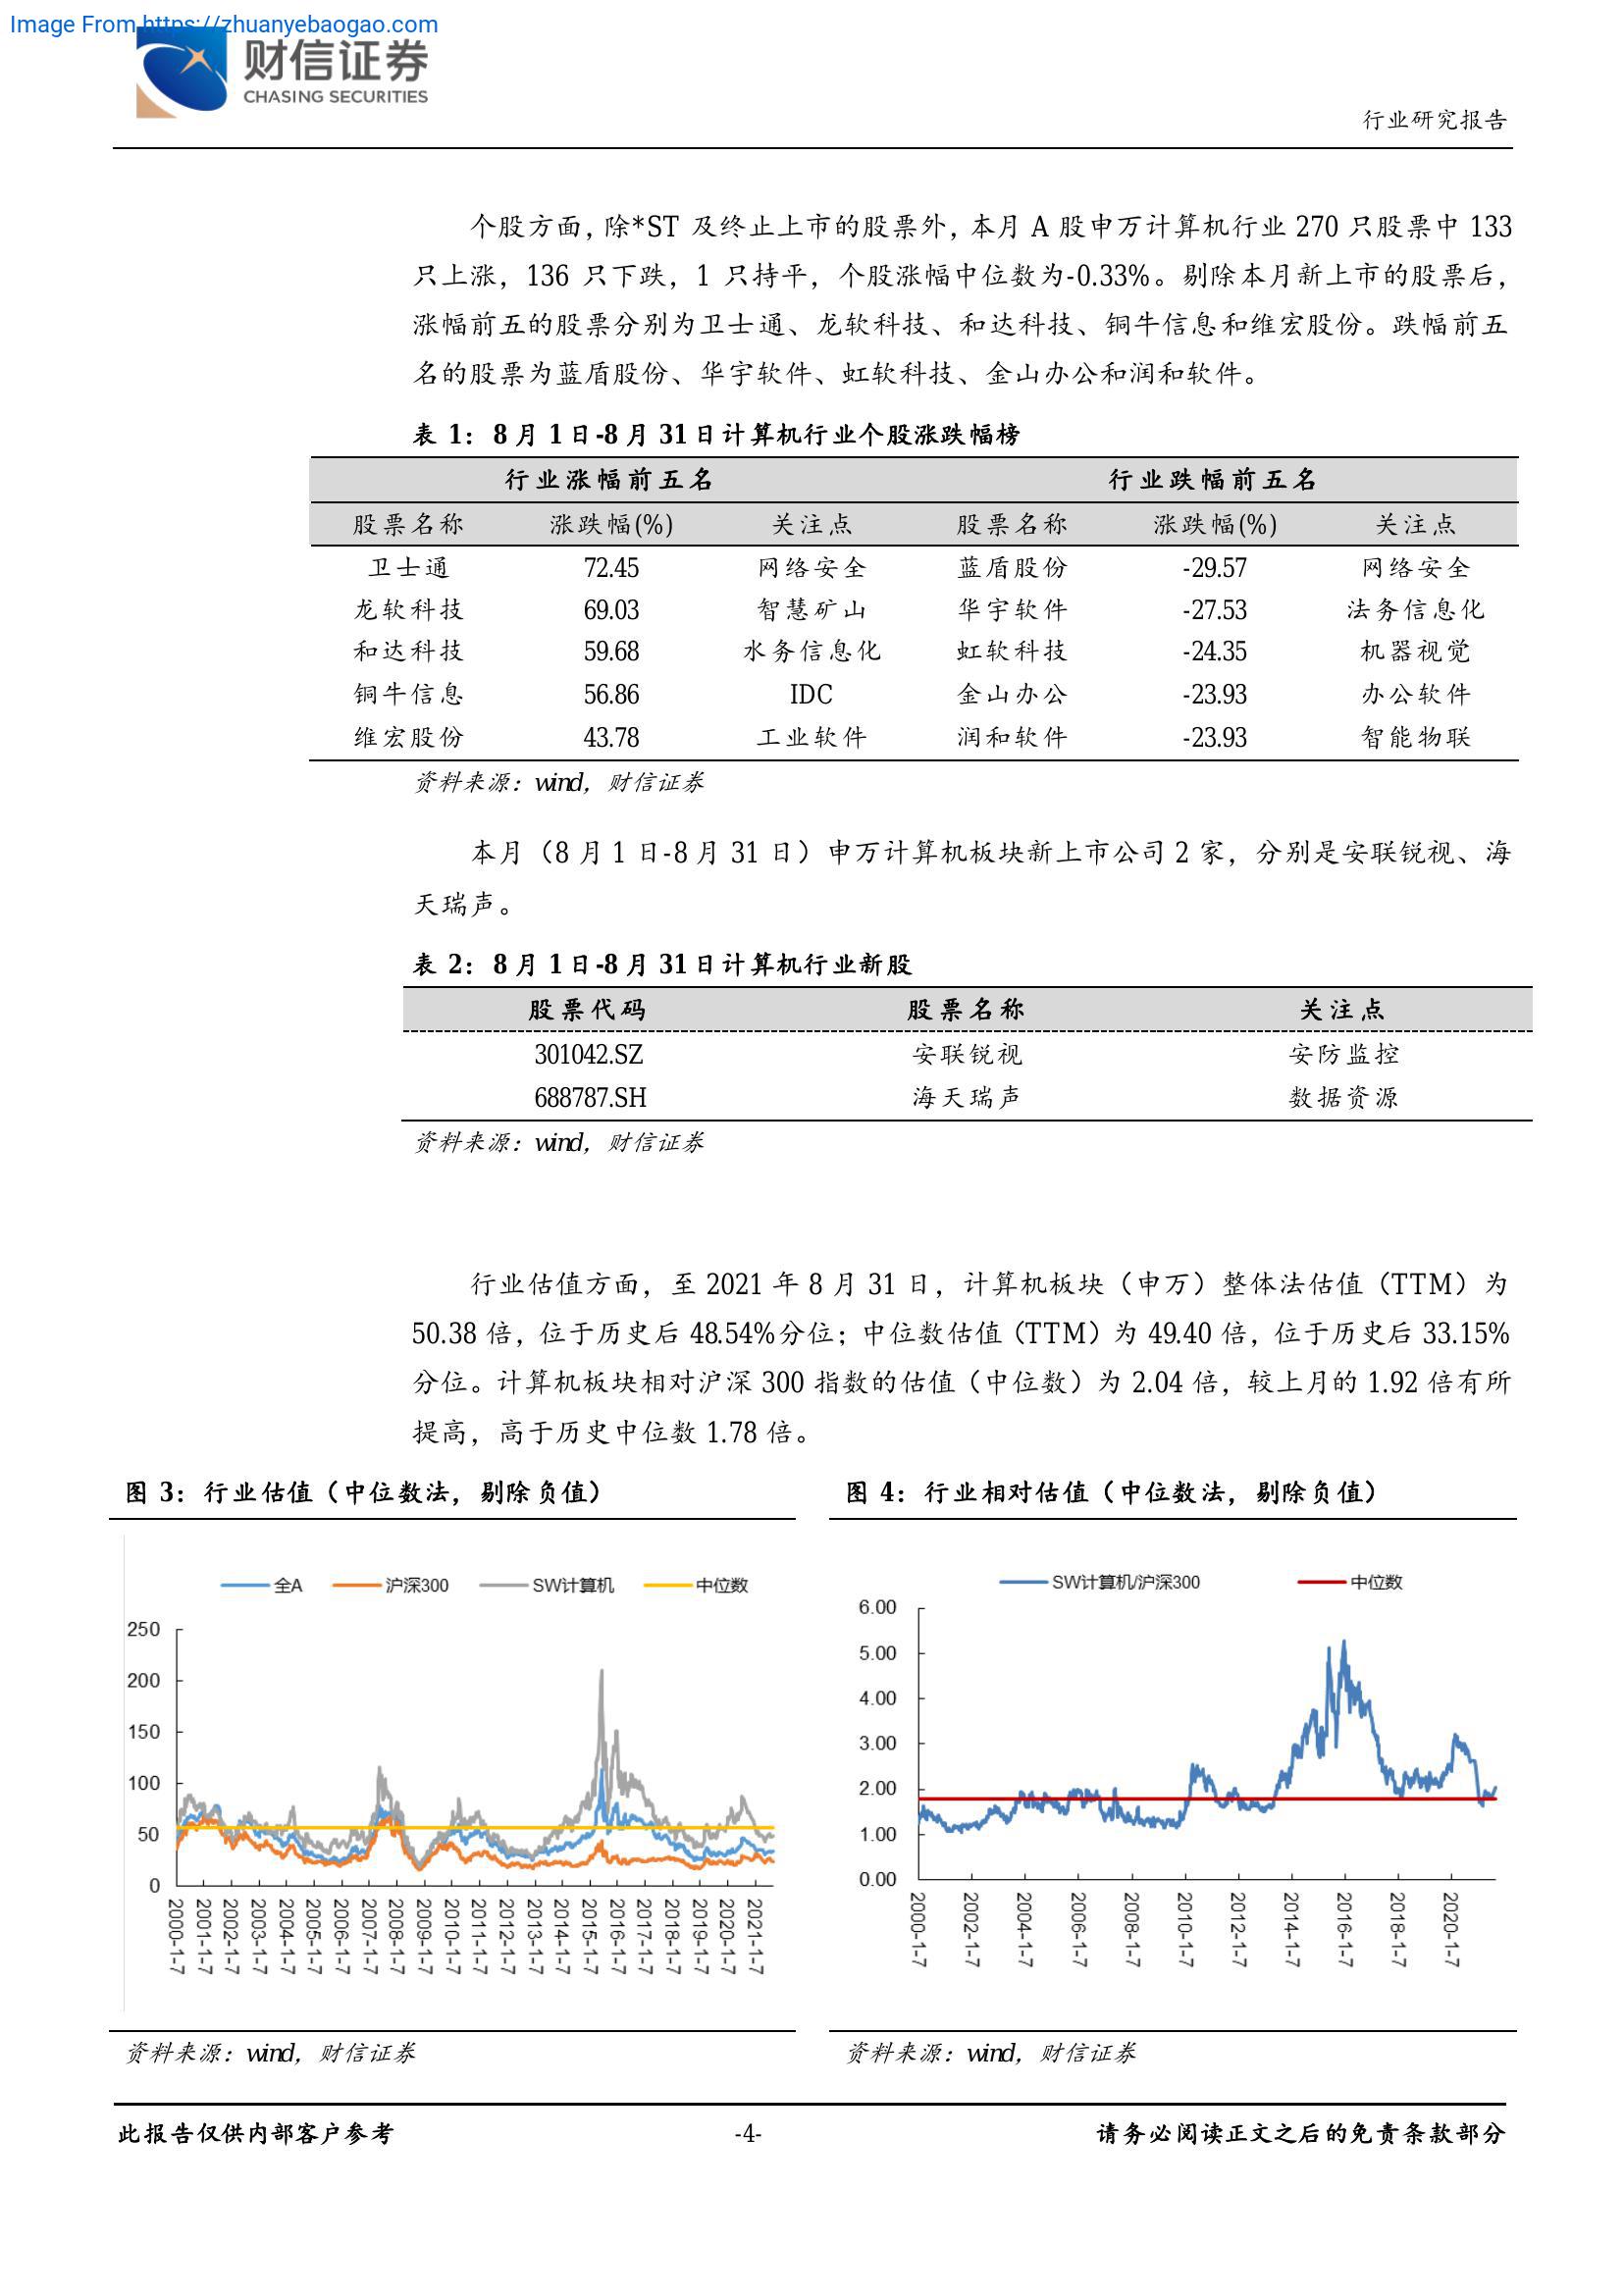 Image From https://zhuanyebaogao.com
财信证券
CHASING SECURITIES
行业研究报告
个股方面，除*ST 及终止上市的股票外，本月 A 股申万计算机行业 270 只股票中 133
只上涨，136 只下跌，1 只持平，个股涨幅中位数为-0.33%。剔除本月新上市的股票后，
涨幅前五的股票分别为卫士通、龙软科技、和达科技、铜牛信息和维宏股份。跌幅前五
名的股票为蓝盾股份、华宇软件、虹软科技、金山办公和润和软件。
表 1：8 月 1 日-8 月 31 日计算机行业个股涨跌幅榜
行业涨幅前五名 行业跌幅前五名
股票名称 涨跌幅(%) 关注点 股票名称 涨跌幅(%) 关注点
卫士通 72.45 网络安全 蓝盾股份 -29.57 网络安全
龙软科技 69.03 智慧矿山 华宇软件 -27.53 法务信息化
和达科技 59.68 水务信息化 虹软科技 -24.35 机器视觉
铜牛信息 56.86 IDC 金山办公 -23.93 办公软件
维宏股份 43.78 工业软件 润和软件 -23.93 智能物联
资料来源：wind，财信证券
本月（8 月 1 日-8 月 31 日）申万计算机板块新上市公司 2 家，分别是安联锐视、海
天瑞声。
表 2：8 月 1 日-8 月 31 日计算机行业新股
股票代码 股票名称 关注点
301042.SZ 安联锐视 安防监控
688787.SH 海天瑞声 数据资源
资料来源：wind，财信证券
行业估值方面，至 2021 年 8 月 31 日，计算机板块（申万）整体法估值（TTM）为
50.38 倍，位于历史后 48.54%分位；中位数估值（TTM）为 49.40 倍，位于历史后 33.15%
分位。计算机板块相对沪深 300 指数的估值（中位数）为 2.04 倍，较上月的 1.92 倍有所
提高，高于历史中位数 1.78 倍。
图 3：行业估值（中位数法，剔除负值）
全A 沪深300 SW计算机 中位数
250
200
150
100
50
0
2000-1-7 2001-1-7 2002-1-7 2003-1-7 2004-1-7 2005-1-7 2006-1-7 2007-1-7 2008-1-7 2009-1-7 2010-1-7 2011-1-7 2012-1-7 2013-1-7 2014-1-7 2015-1-7 2016-1-7 2017-1-7 2018-1-7 2019-1-7 2020-1-7 2021-1-7
资料来源：wind，财信证券
图 4：行业相对估值（中位数法，剔除负值）
SW计算机/沪深300 中位数
6.00
5.00
4.00
3.00
2.00
1.00
0.00
2000-1-7 2002-1-7 2004-1-7 2006-1-7 2008-1-7 2010-1-7 2012-1-7 2014-1-7 2016-1-7 2018-1-7 2020-1-7
资料来源：wind，财信证券
此报告仅供内部客户参考 -4- 请务必阅读正文之后的免责条款部分